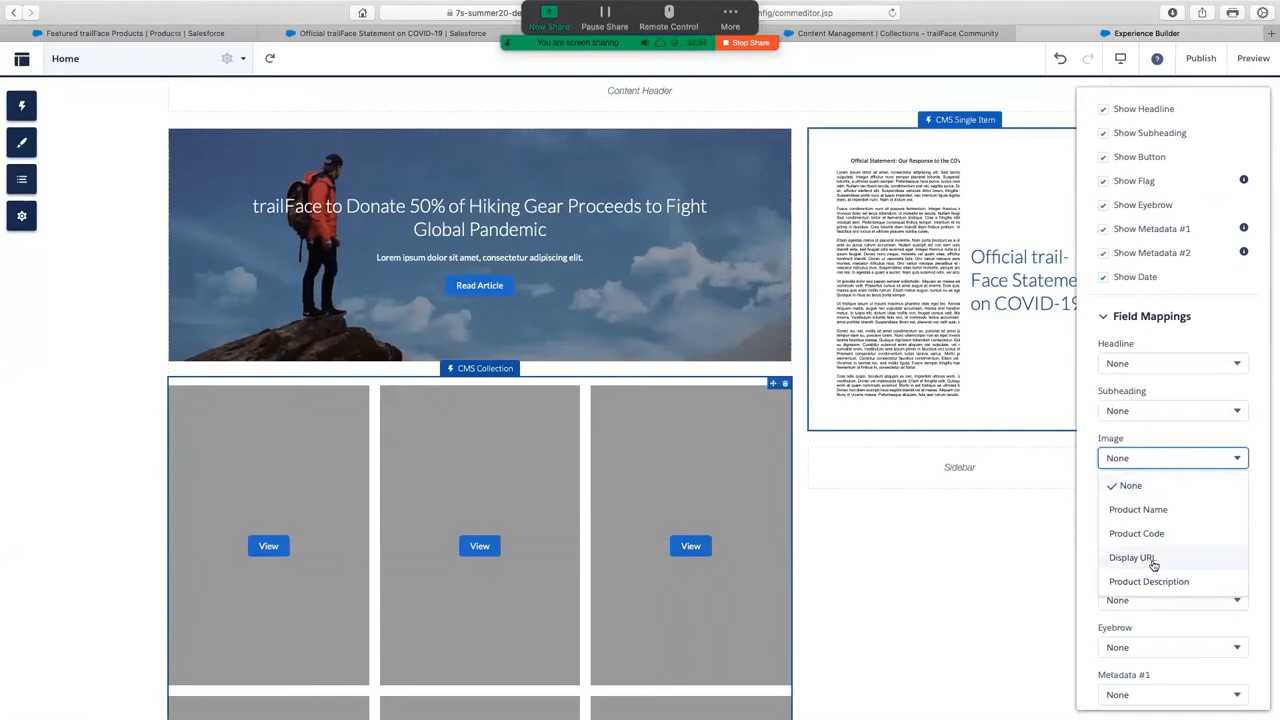 7s-summer20-de
nfig/commeditor.jsp
New Share
Pause Share
Remote Control
More
You are screen sharing
Stop Share
Featured trailFace Products | Products | Salesforce
Official trailFace Statement on COVID-19 | Salesforce
Content Management | Collections - trailFace Community
Experience Builder
Home
Publish
Preview
Content Header
trailFace to Donate 50% of Hiking Gear Proceeds to Fight
Global Pandemic
Lorem ipsum dolor sit amet, consectetur adipiscing elit.
Read Article
CMS Single Item
Official Statement: Our Response to the COV
Official trail-
Face Stateme
on COVID-19
CMS Collection
View
View
View
Sidebar
Show Headline
Show Subheading
Show Button
Show Flag
Show Eyebrow
Show Metadata #1
Show Metadata #2
Show Date
Field Mappings
Headline
None
Subheading
None
Image
None
None
Product Name
Product Code
Display URL
Product Description
None
Eyebrow
None
Metadata #1
None